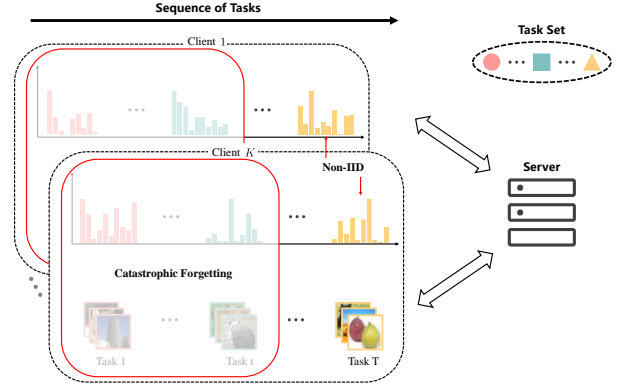 Sequence of Tasks
Task Set
Client 1
Client K
Non-IID
Server
Catastrophic Forgetting
Task 1
Task t
Task T